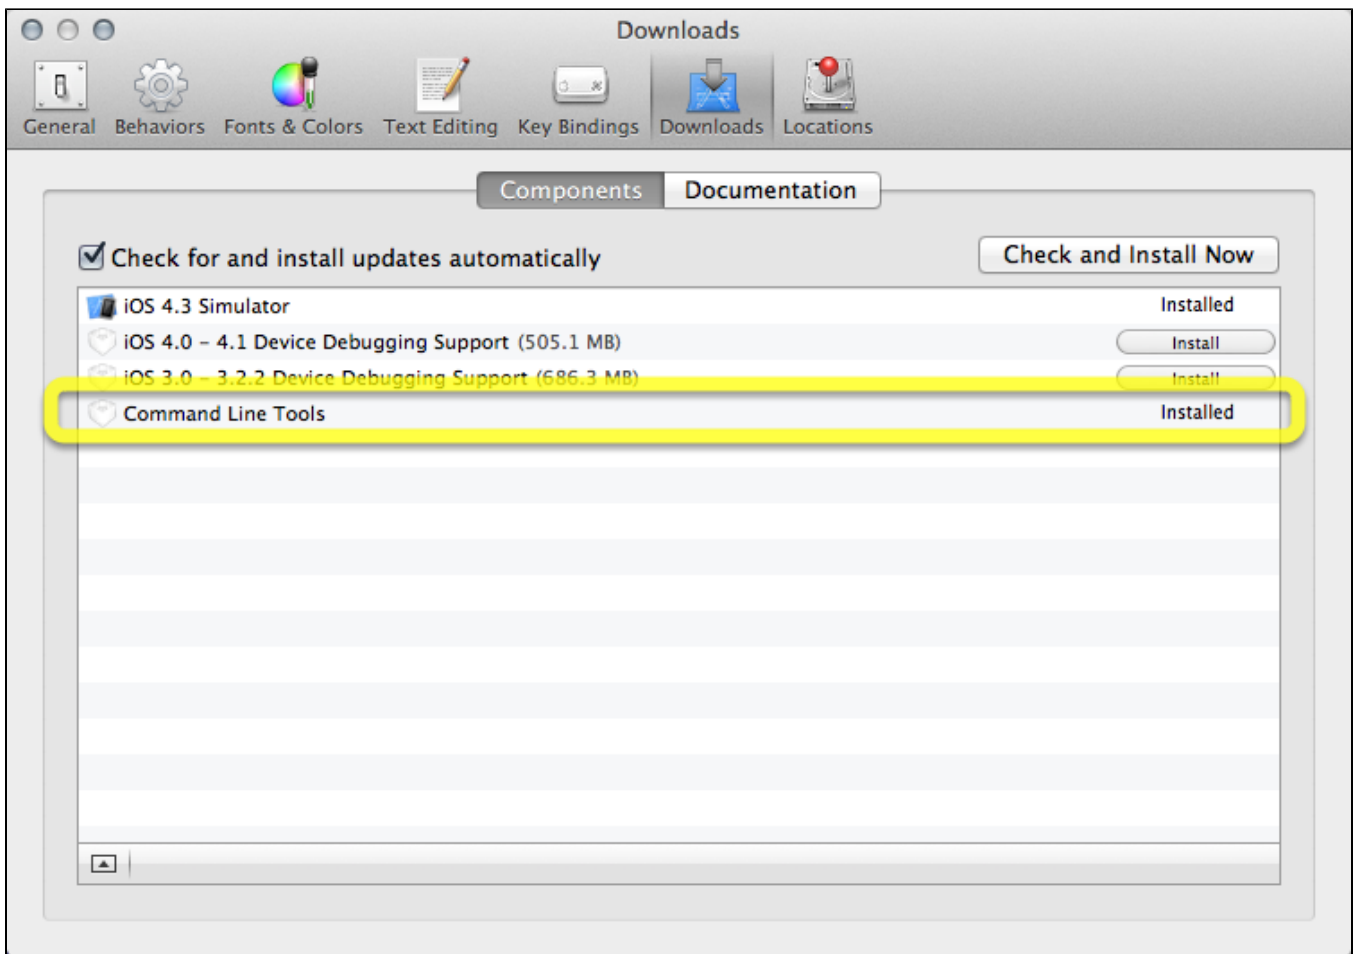 Downloads
General Behaviors Fonts & Colors Text Editing Key Bindings Downloads Locations
Components Documentation
Check for and install updates automatically Check and Install Now
iOS 4.3 Simulator Installed
iOS 4.0 – 4.1 Device Debugging Support (505.1 MB) Install
iOS 3.0 – 3.2.2 Device Debugging Support (686.3 MB) Install
Command Line Tools Installed